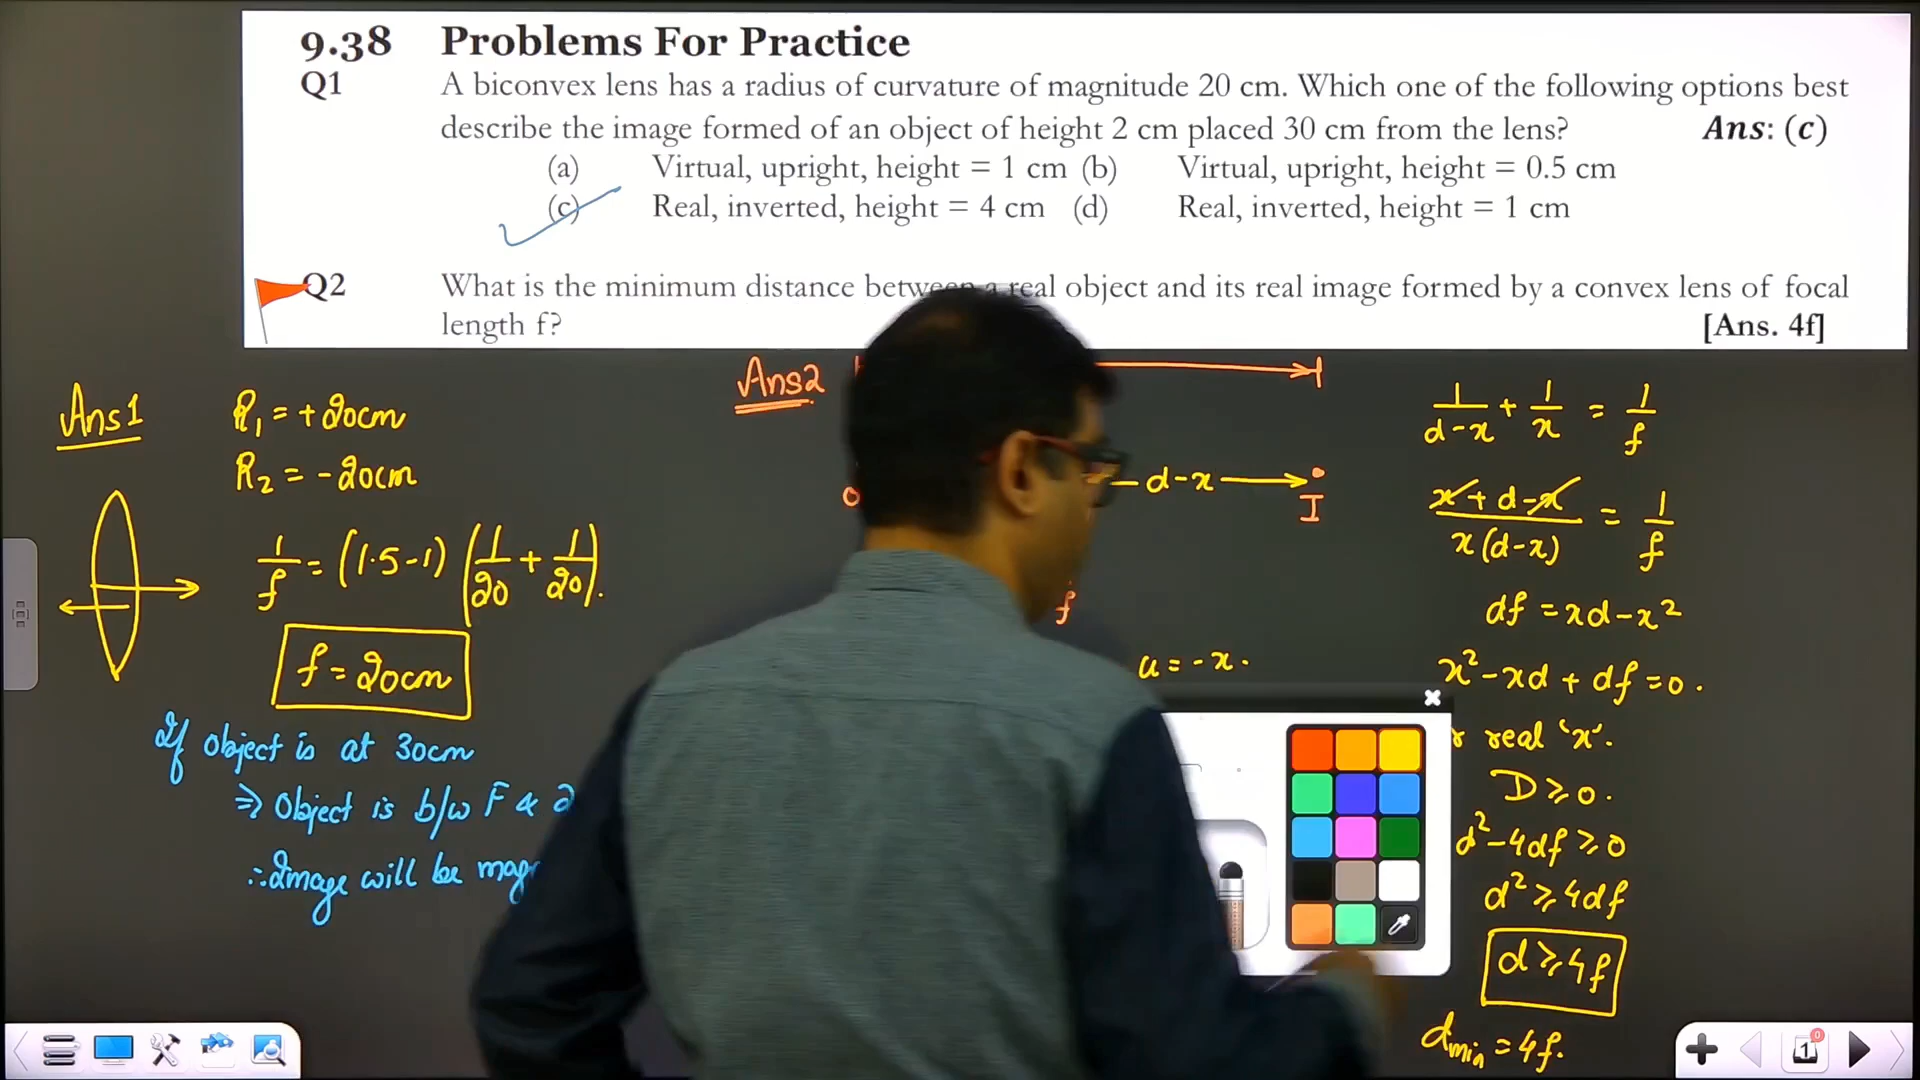 9.38 Problems For Practice
Q1 A biconvex lens has a radius of curvature of magnitude 20 cm. Which one of the following options best
describe the image formed of an object of height 2 cm placed 30 cm from the lens? Ans: (c)
(a) Virtual, upright, height = 1 cm (b) Virtual, upright, height = 0.5 cm
(c) Real, inverted, height = 4 cm (d) Real, inverted, height = 1 cm
Q2 What is the minimum distance between a real object and its real image formed by a convex lens of focal
length f? [Ans. 4f]
Ans1
R₁ = +20cm
R₂ = -20cm
1/f = (1.5-1) (1/20 + 1/20).
f = 20cm
If object is at 30cm
⇒ Object is b/w F & 2
∴ Image will be mag
Ans2
O
d-x
I
f
u = -x.
1/(d-x) + 1/x = 1/f
(x+d-x)/(x(d-x)) = 1/f
df = xd-x²
x²-xd+df=0.
real 'x'.
D ≥ 0.
d²-4df ≥ 0
d² ≥ 4df
d ≥ 4f
dmin = 4f.
1
0